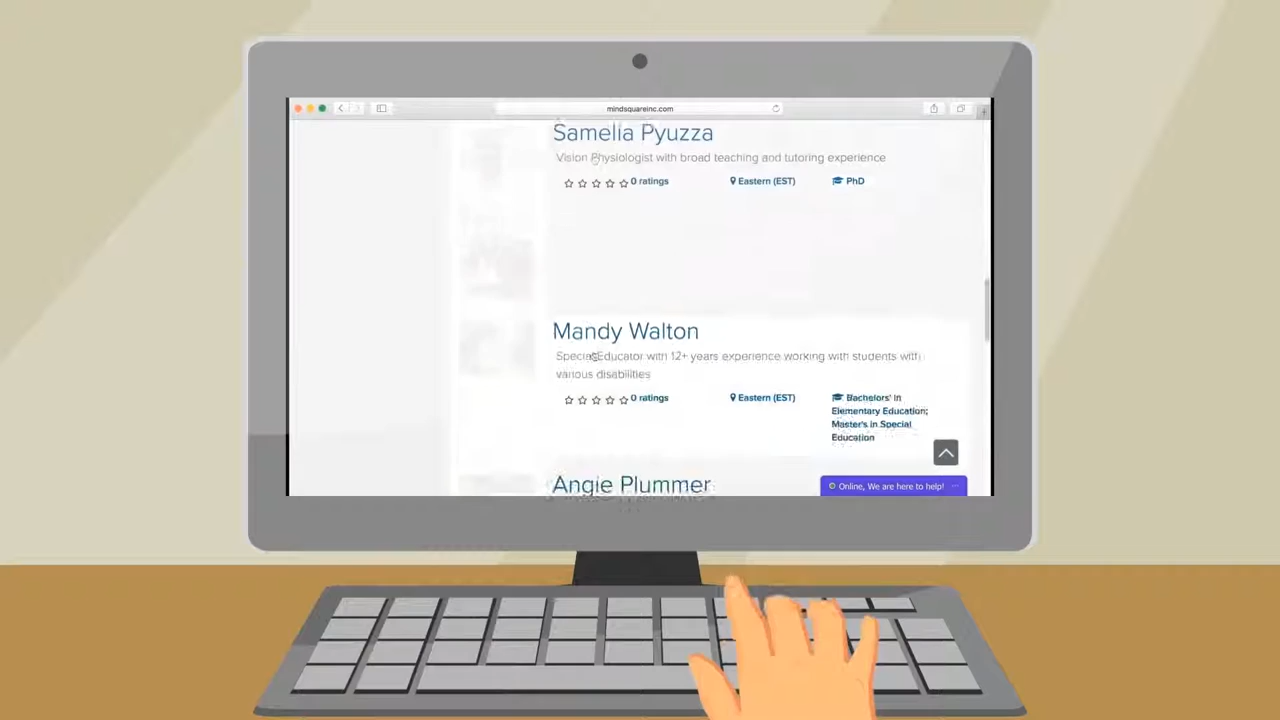 mindsquareinc.com
Samella Pyuzza
Vision Physiologist with broad teaching and tutoring experience
0 ratings
Eastern (EST)
PhD
Mandy Walton
Special Educator with 12+ years experience working with students with
various disabilities
0 ratings
Eastern (EST)
Bachelors' in
Elementary Education;
Master's in Special
Education
Angie Plummer
Online, We are here to help!